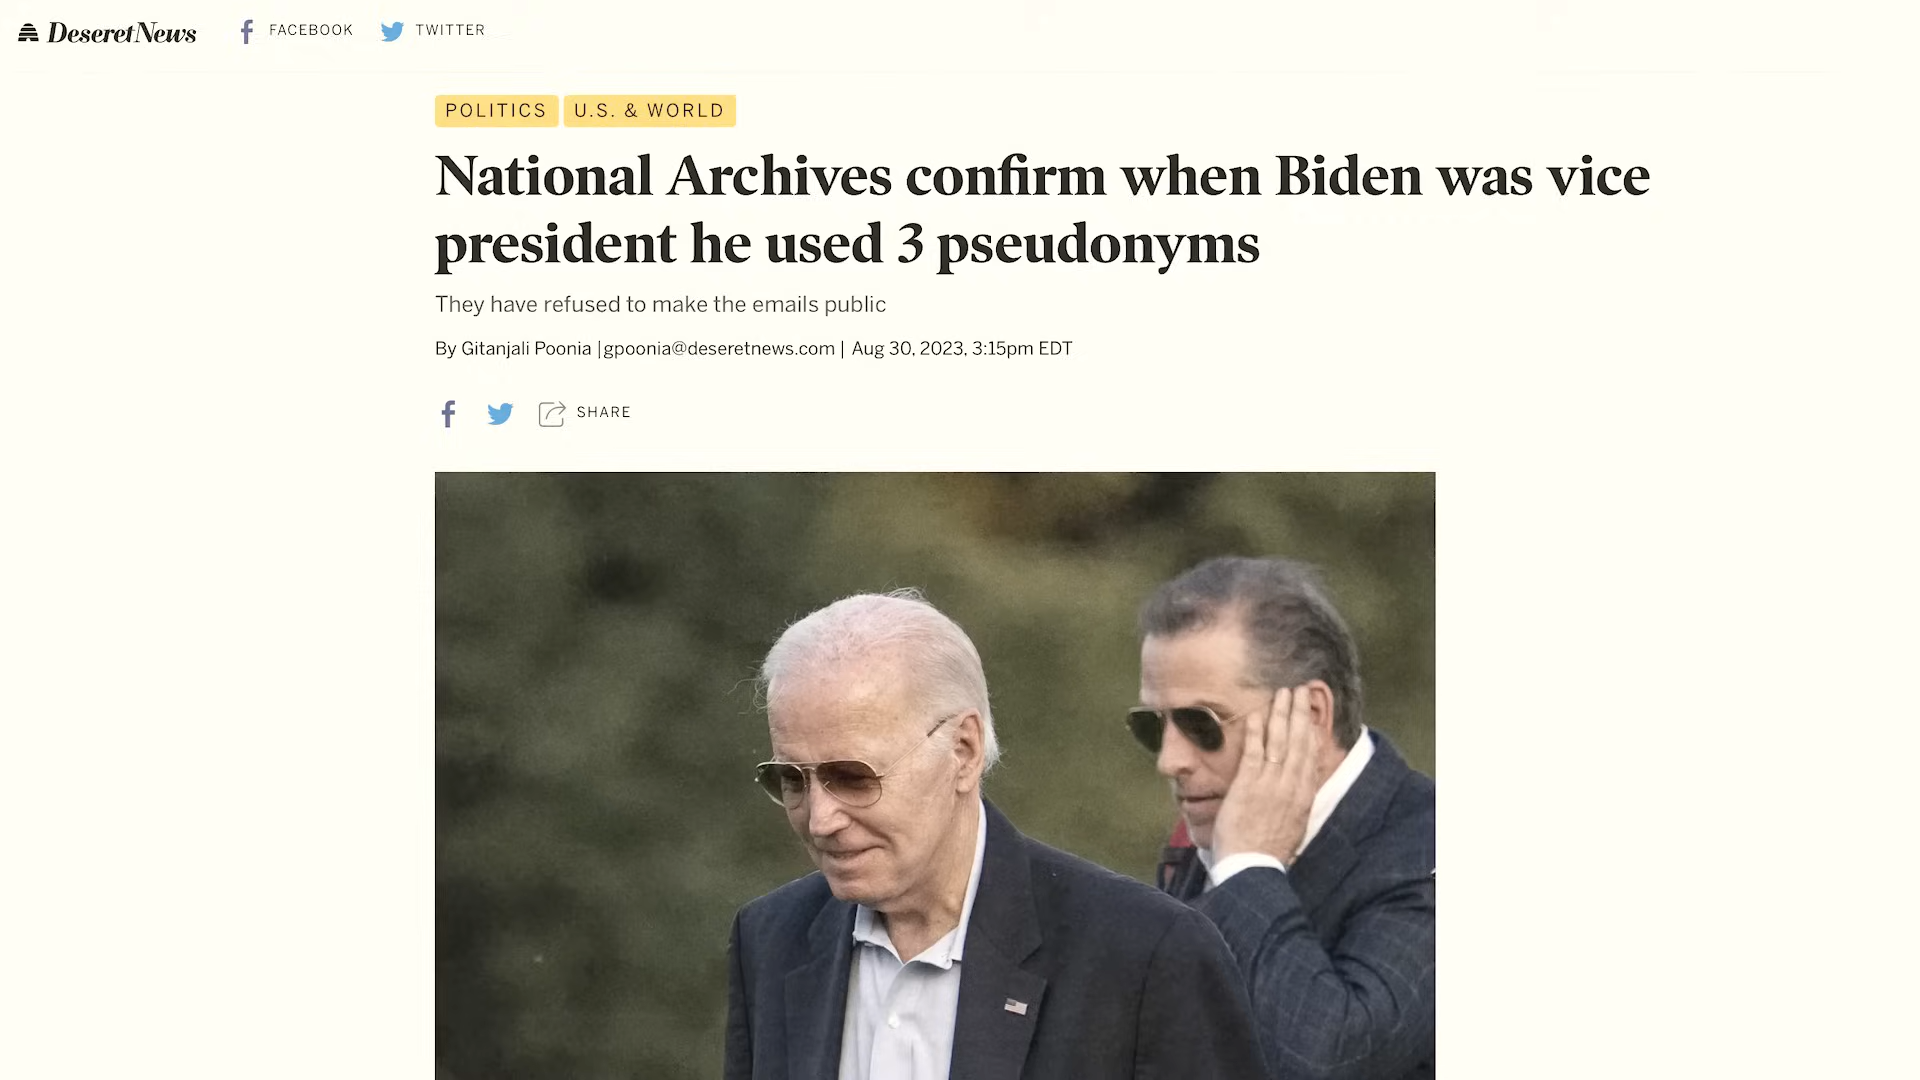 DeseretNews FACEBOOK TWITTER
POLITICS U.S. & WORLD
National Archives confirm when Biden was vice
president he used 3 pseudonyms
They have refused to make the emails public
By Gitanjali Poonia |gpoonia@deseretnews.com | Aug 30, 2023, 3:15pm EDT
SHARE